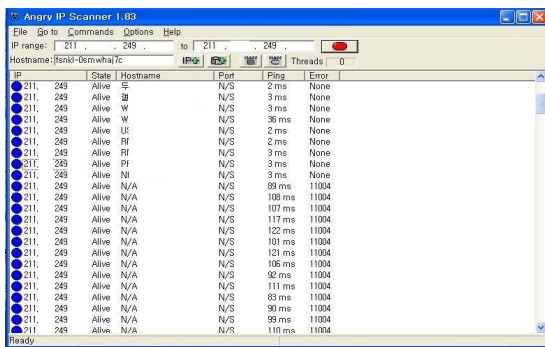 Angry IP Scanner 1.83
File Go to Commands Options Help
IP range: 211 . . 249 . to 211 . . 249 .
Hostname: fsnkl-0smwhaj7c IP Threads 0
IP State Hostname Port Ping Error
211, 249 Alive 두 N/S 2 ms None
211, 249 Alive 갤 N/S 3 ms None
211, 249 Alive W N/S 3 ms None
211, 249 Alive W N/S 36 ms None
211, 249 Alive US N/S 2 ms None
211, 249 Alive N/S 2 ms None
211, 249 Alive N/S 3 ms None
211, 249 Alive N/S 3 ms None
211, 249 Alive N/S 3 ms None
211, 249 Alive N/A N/S 89 ms 11004
211, 249 Alive N/A N/S 108 ms 11004
211, 249 Alive N/A N/S 107 ms 11004
211, 249 Alive N/A N/S 117 ms 11004
211, 249 Alive N/A N/S 122 ms 11004
211, 249 Alive N/A N/S 101 ms 11004
211, 249 Alive N/A N/S 121 ms 11004
211, 249 Alive N/A N/S 106 ms 11004
211, 249 Alive N/A N/S 92 ms 11004
211, 249 Alive N/A N/S 111 ms 11004
211, 249 Alive N/A N/S 83 ms 11004
211, 249 Alive N/A N/S 90 ms 11004
211, 249 Alive N/A N/S 99 ms 11004
211 249 Alive N/A N/S 110 ms 11004
Ready